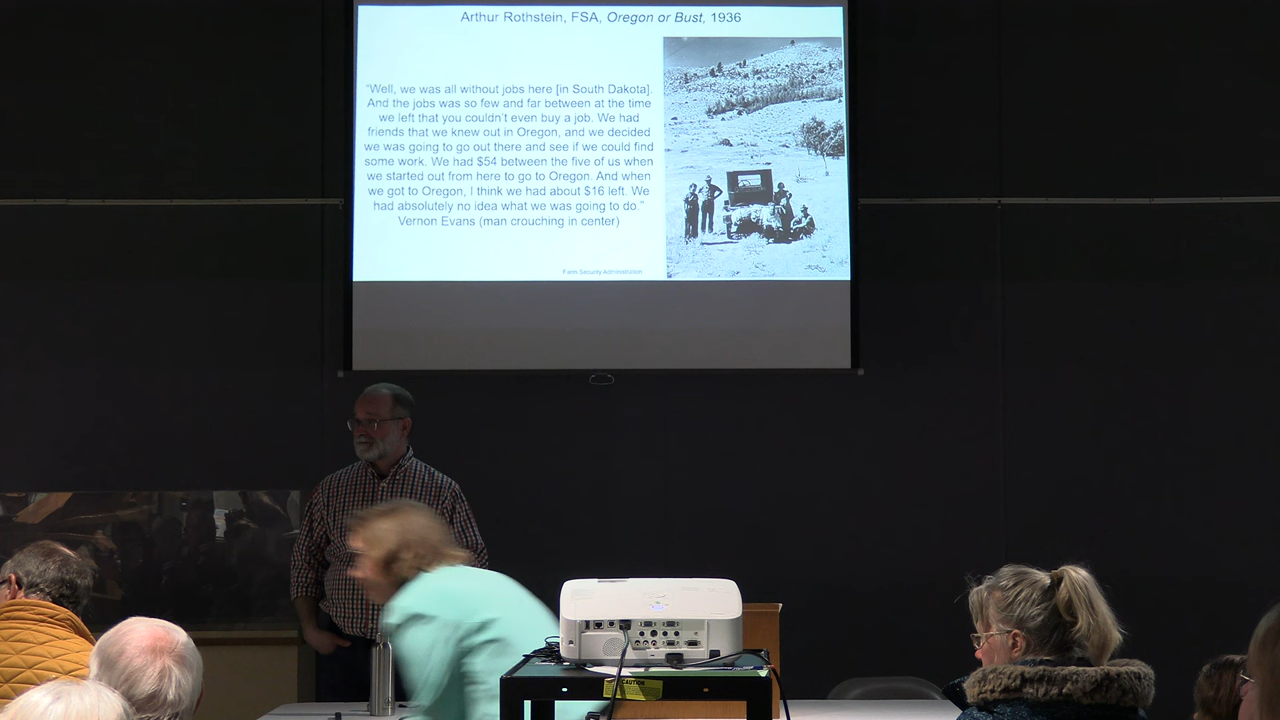 Arthur Rothstein, FSA, Oregon or Bust, 1936
"Well, we was all without jobs here [in South Dakota].
And the jobs was so few and far between at the time
we left that you couldn't even buy a job. We had
friends that we knew out in Oregon, and we decided
we was going to go out there and see if we could find
some work. We had $54 between the five of us when
we started out from here to go to Oregon. And when
we got to Oregon, I think we had about $16 left. We
had absolutely no idea what we was going to do."
Vernon Evans (man crouching in center)
Farm Security Administration
CAUTION